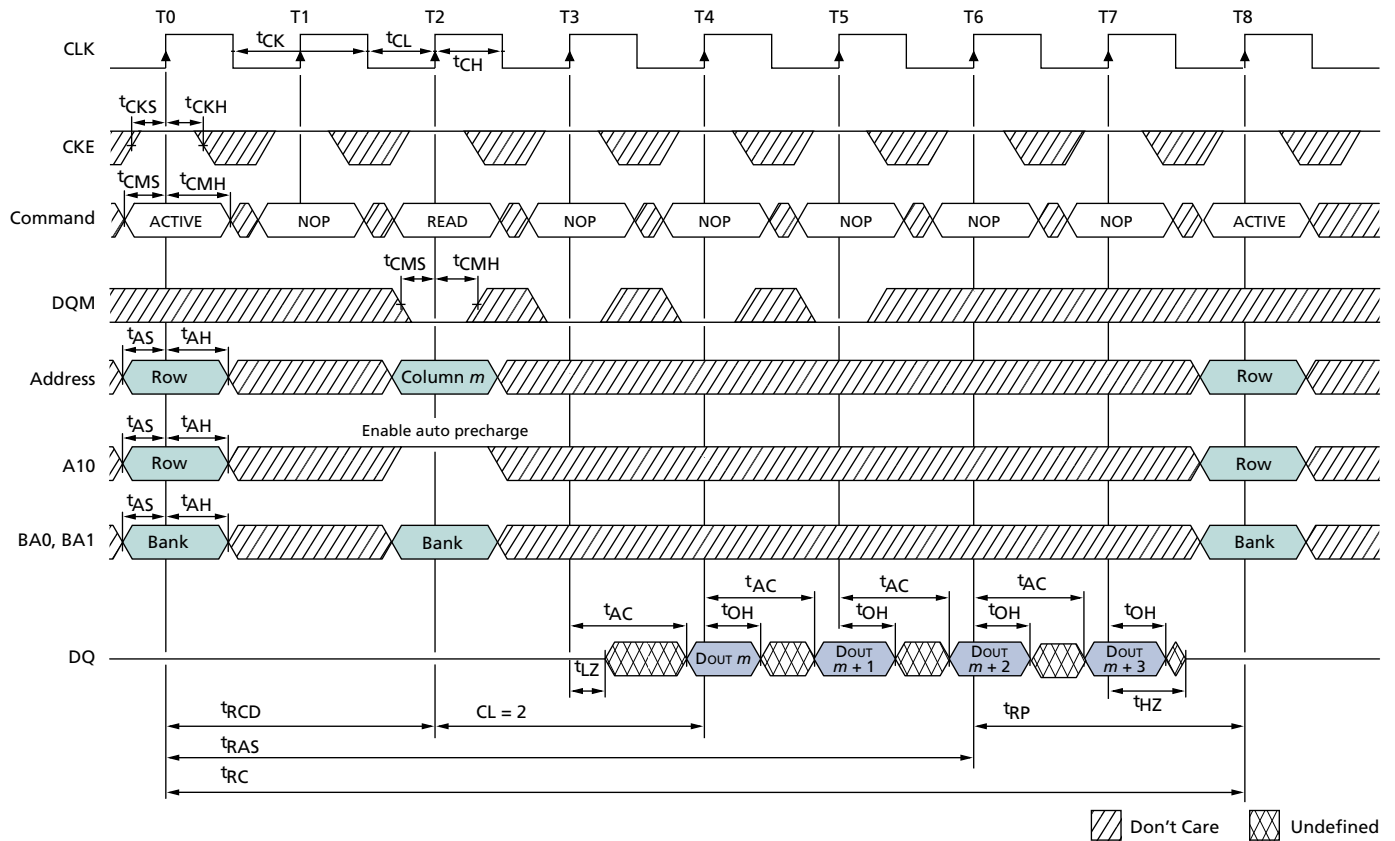 T0 T1 T2 T3 T4 T5 T6 T7 T8
CLK
tCK tCL
tCH
tCKS tCKH
CKE
tCMS tCMH
Command ACTIVE NOP READ NOP NOP NOP NOP NOP ACTIVE
tCMS tCMH
DQM
tAS tAH
Address Row Column m Row
Enable auto precharge
tAS tAH
A10 Row Row
tAS tAH
BA0, BA1 Bank Bank Bank
tAC tAC tAC
tAC tOH tOH tOH tOH
DQ DOUT m DOUT m + 1 DOUT m + 2 DOUT m + 3
tLZ tHZ
tRCD CL = 2 tRP
tRAS
tRC
Don't Care Undefined